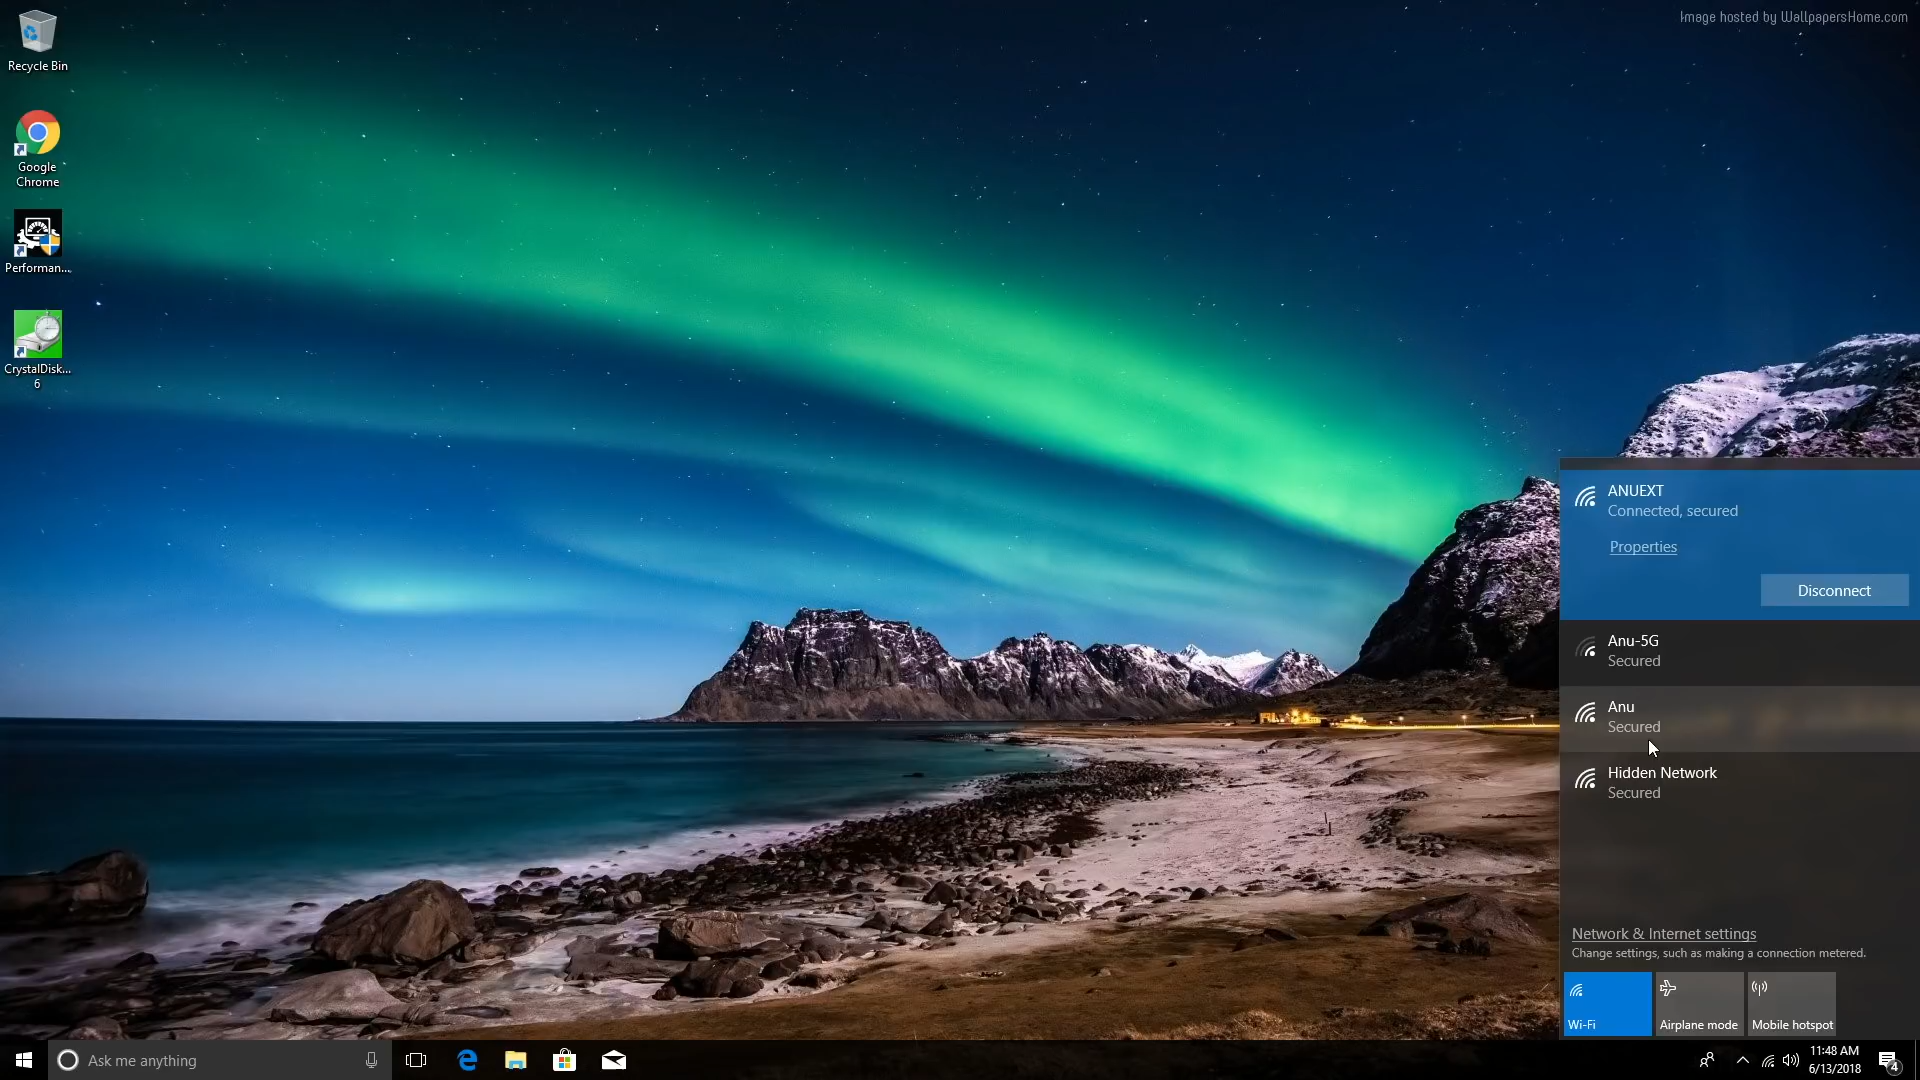 Image hosted by WallpapersHome.com
Recycle Bin
Google
Chrome
Performan...
CrystalDisk...
6
ANUEXT
Connected, secured
Properties
Disconnect
Anu-5G
Secured
Anu
Secured
Hidden Network
Secured
Network & Internet settings
Change settings, such as making a connection metered.
Wi-Fi
Airplane mode
Mobile hotspot
Ask me anything
11:48 AM
6/13/2018
4